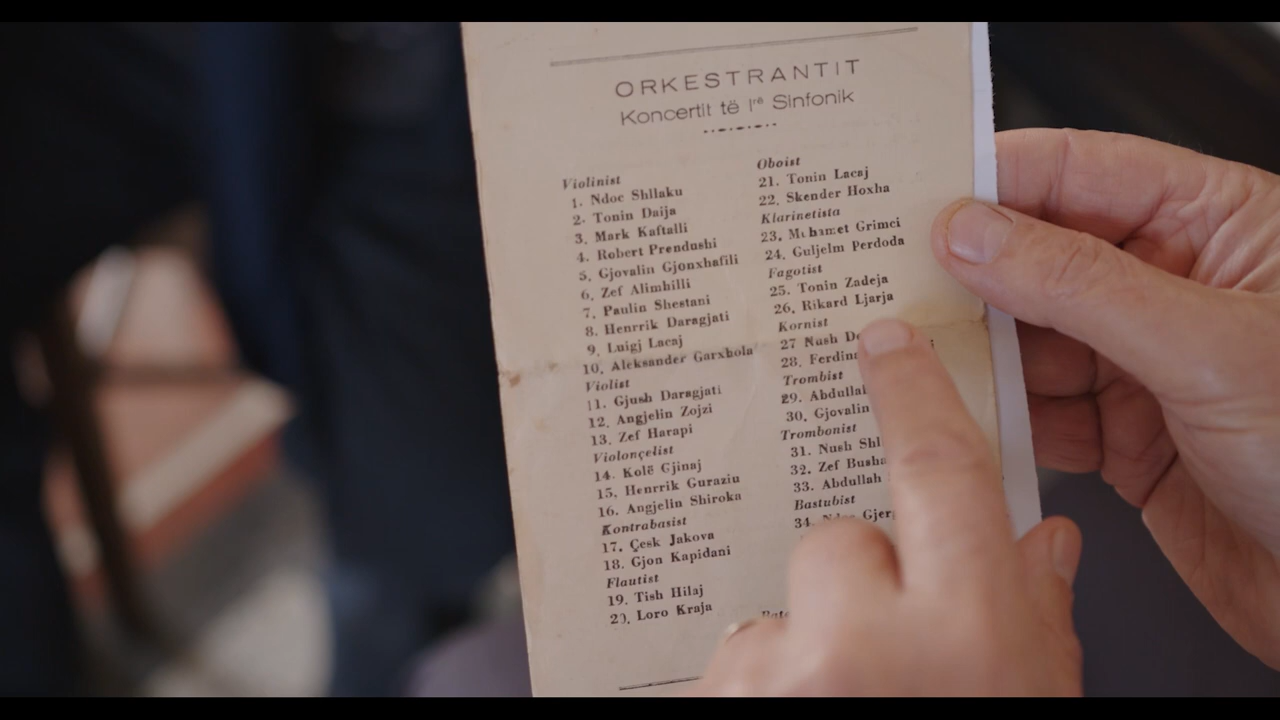 ORKESTRANTIT
Koncertit të Irë Sinfonik
Violinist
1. Ndoc Shllaku
2. Tonin Daija
3. Mark Kaftalli
4. Robert Prendushi
5. Gjovalin Gjonxhafili
6. Zef Alimhilli
7. Paulin Shestani
8. Henrrik Daragjati
9. Luigj Lacaj
10. Aleksander Garxhola
Violist
11. Gjush Daragjati
12. Angjelin Zojzi
13. Zef Harapi
Violonçelist
14. Kolë Gjinaj
15. Henrrik Guraziu
16. Angjelin Shiroka
Kontrabasist
17. Çesk Jakova
18. Gjon Kapidani
Flautist
19. Tish Hilaj
20. Loro Kraja
Oboist
21. Tonin Lacaj
22. Skender Hoxha
Klarinetista
23. Muhamet Grimci
24. Guljelm Perdoda
Fagotist
25. Tonin Zadeja
26. Rikard Ljarja
Kornist
27 Nush
28.
Trombist
29.
30. Gjovalin
Trombonist
31. Nush
32. Zef Busha
33. Abdullah
Bastubist
34.